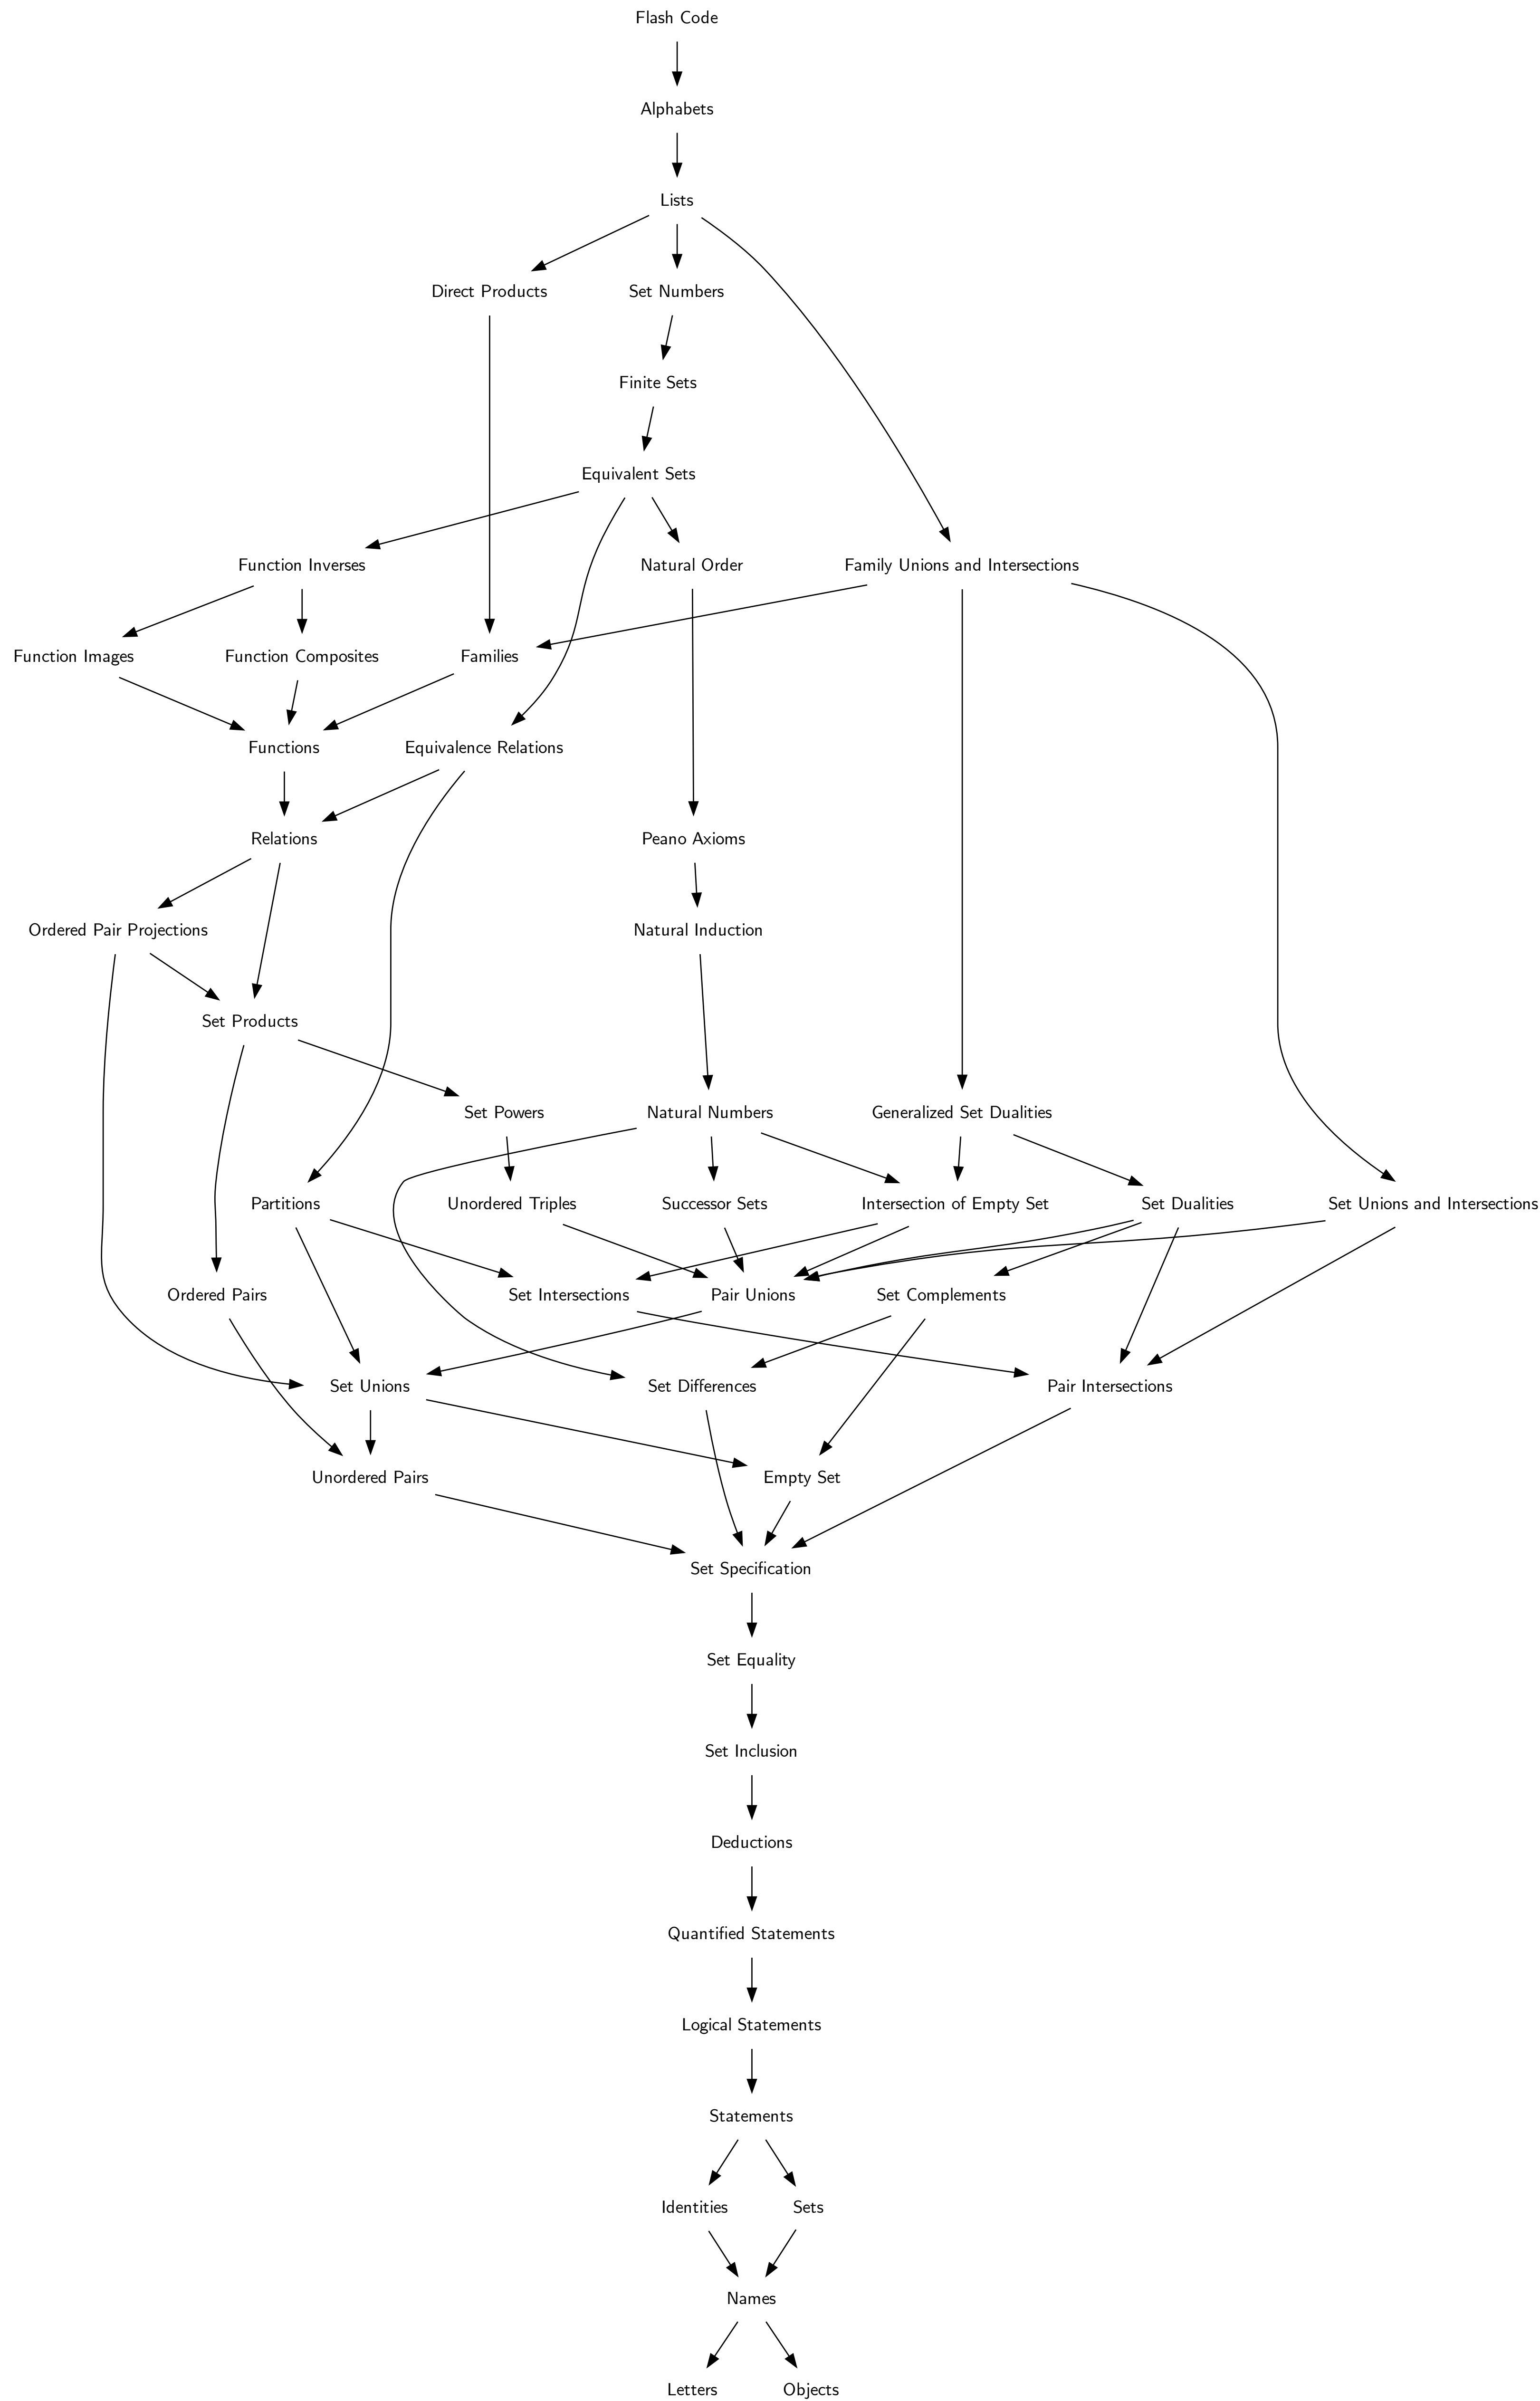 Flash Code
Alphabets
Lists
Direct Products
Set Numbers
Finite Sets
Equivalent Sets
Function Inverses
Natural Order
Family Unions and Intersections
Function Images
Function Composites
Families
Functions
Equivalence Relations
Relations
Peano Axioms
Ordered Pair Projections
Natural Induction
Set Products
Set Powers
Natural Numbers
Generalized Set Dualities
Partitions
Unordered Triples
Successor Sets
Intersection of Empty Set
Set Dualities
Set Unions and Intersections
Ordered Pairs
Set Intersections
Pair Unions
Set Complements
Set Unions
Set Differences
Pair Intersections
Unordered Pairs
Empty Set
Set Specification
Set Equality
Set Inclusion
Deductions
Quantified Statements
Logical Statements
Statements
Identities
Sets
Names
Letters
Objects